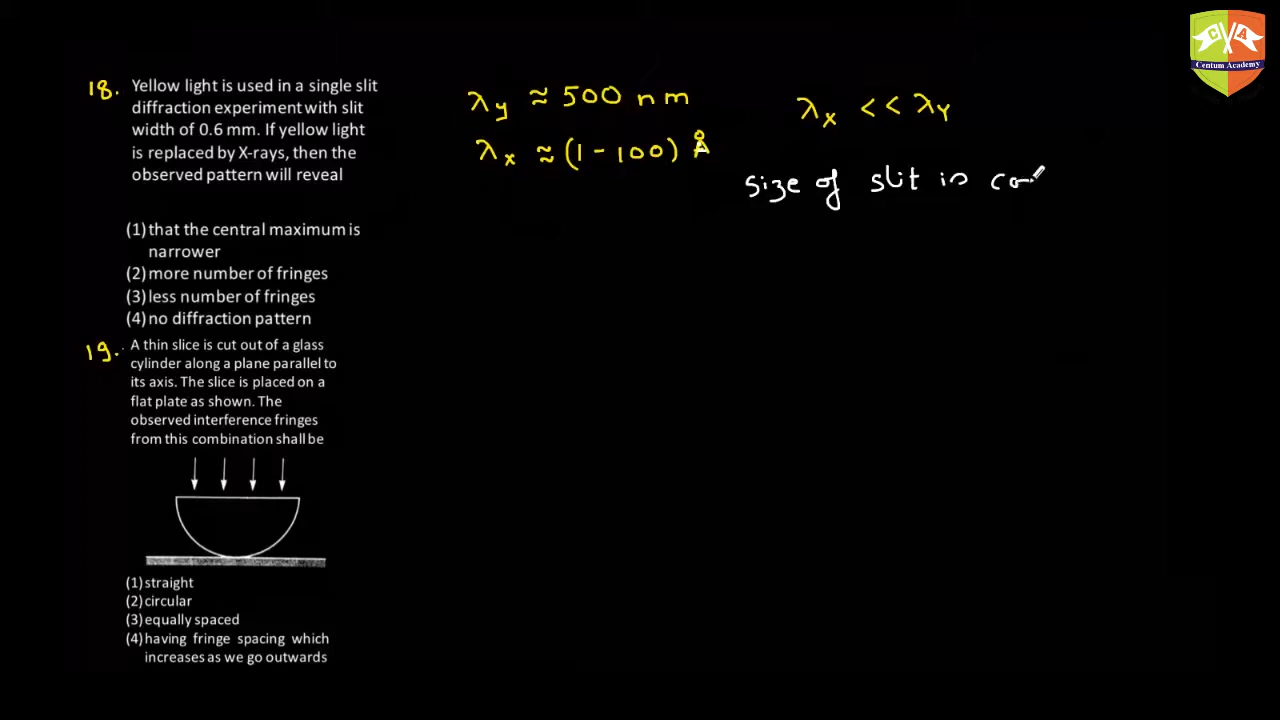 18. Yellow light is used in a single slit
diffraction experiment with slit
width of 0.6 mm. If yellow light
is replaced by X-rays, then the
observed pattern will reveal
(1) that the central maximum is
narrower
(2) more number of fringes
(3) less number of fringes
(4) no diffraction pattern
19. A thin slice is cut out of a glass
cylinder along a plane parallel to
its axis. The slice is placed on a
flat plate as shown. The
observed interference fringes
from this combination shall be
(1) straight
(2) circular
(3) equally spaced
(4) having fringe spacing which
increases as we go outwards
λy ≈ 500 nm
λx ≈ (1 - 100) Å
λx << λy
size of slit is co
C A
Centum Academy